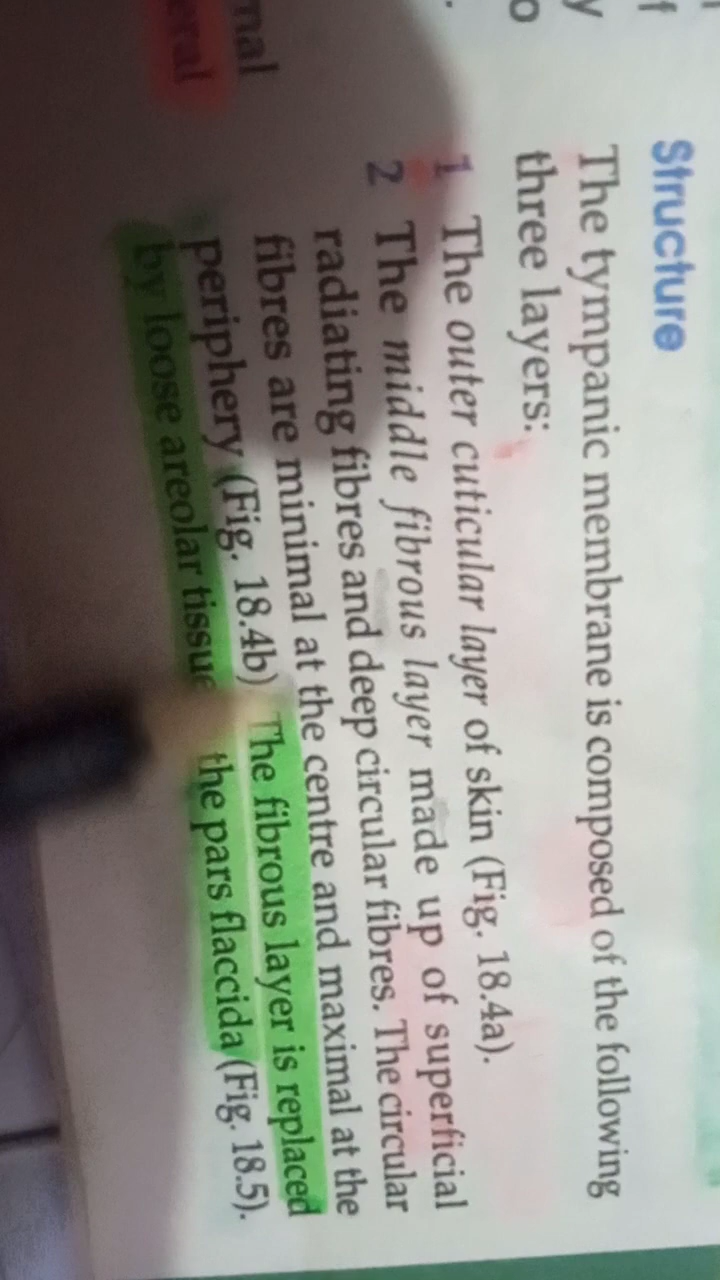 Structure
The tympanic membrane is composed of the following
three layers:
1 The outer cuticular layer of skin (Fig. 18.4a).
2 The middle fibrous layer made up of superficial
radiating fibres and deep circular fibres. The circular
fibres are minimal at the centre and maximal at the
periphery (Fig. 18.4b) The fibrous layer is replaced
by loose areolar tissue the pars flaccida (Fig. 18.5).